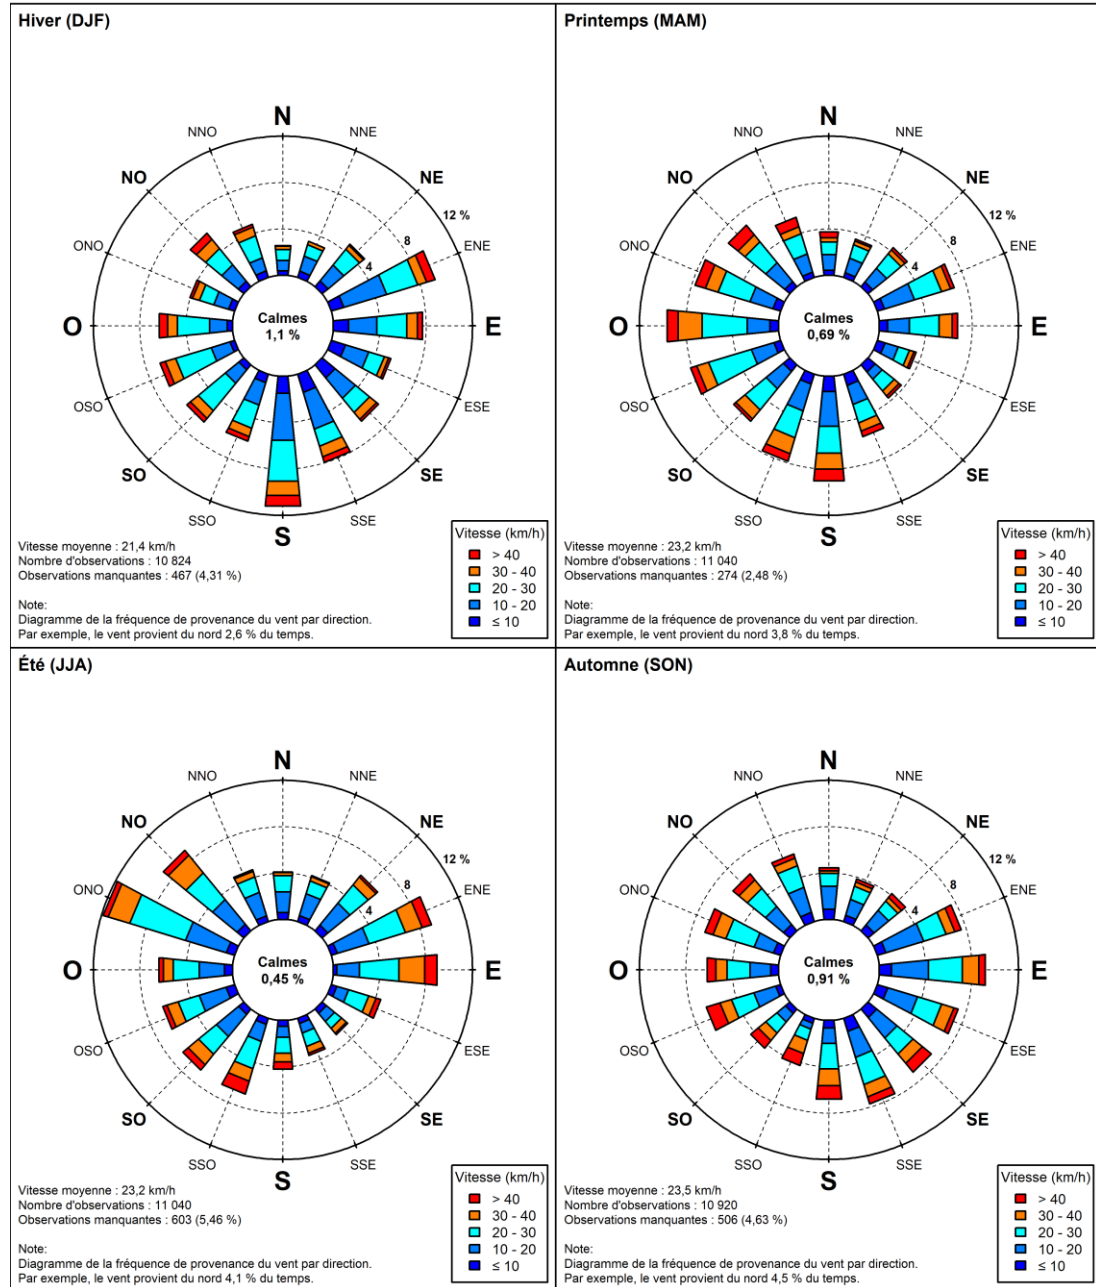 Hiver (DJF)
N
NNO
NNE
NO
NE
12 %
ONO
8
ENE
4
O
Calmes
1,1 %
E
OSO
ESE
SO
SE
SSO
SSE
S
Vitesse (km/h)
> 40
30 - 40
20 - 30
10 - 20
≤ 10
Vitesse moyenne : 21,4 km/h
Nombre d'observations : 10 824
Observations manquantes : 467 (4,31 %)
Note:
Diagramme de la fréquence de provenance du vent par direction.
Par exemple, le vent provient du nord 2,6 % du temps.
Printemps (MAM)
N
NNO
NNE
NO
NE
12 %
ONO
8
ENE
4
O
Calmes
0,69 %
E
OSO
ESE
SO
SE
SSO
SSE
S
Vitesse (km/h)
> 40
30 - 40
20 - 30
10 - 20
≤ 10
Vitesse moyenne : 23,2 km/h
Nombre d'observations : 11 040
Observations manquantes : 274 (2,48 %)
Note:
Diagramme de la fréquence de provenance du vent par direction.
Par exemple, le vent provient du nord 3,8 % du temps.
Été (JJA)
N
NNO
NNE
NO
NE
12 %
ONO
8
ENE
4
O
Calmes
0,45 %
E
OSO
ESE
SO
SE
SSO
SSE
S
Vitesse (km/h)
> 40
30 - 40
20 - 30
10 - 20
≤ 10
Vitesse moyenne : 23,2 km/h
Nombre d'observations : 11 040
Observations manquantes : 603 (5,46 %)
Note:
Diagramme de la fréquence de provenance du vent par direction.
Par exemple, le vent provient du nord 4,1 % du temps.
Automne (SON)
N
NNO
NNE
NO
NE
12 %
ONO
8
ENE
4
O
Calmes
0,91 %
E
OSO
ESE
SO
SE
SSO
SSE
S
Vitesse (km/h)
> 40
30 - 40
20 - 30
10 - 20
≤ 10
Vitesse moyenne : 23,5 km/h
Nombre d'observations : 10 920
Observations manquantes : 506 (4,63 %)
Note:
Diagramme de la fréquence de provenance du vent par direction.
Par exemple, le vent provient du nord 4,5 % du temps.